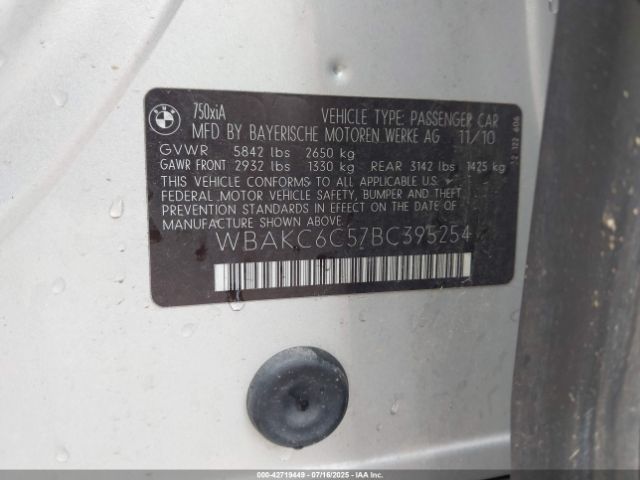 BMW
750xiA
VEHICLE TYPE: PASSENGER CAR
MFD BY BAYERISCHE MOTOREN WERKE AG 11/10
GVWR 5842 lbs 2650 kg
GAWR FRONT 2932 lbs 1330 kg REAR 3142 lbs 1425 kg
THIS VEHICLE CONFORMS TO ALL APPLICABLE U.S.
FEDERAL MOTOR VEHICLE SAFETY, BUMPER AND
THEFT PREVENTION STANDARDS IN EFFECT ON THE DATE OF
MANUFACTURE SHOWN ABOVE.
WBAKC6C57BC395254
000-42719449 07/16/2025 IAAI.COM